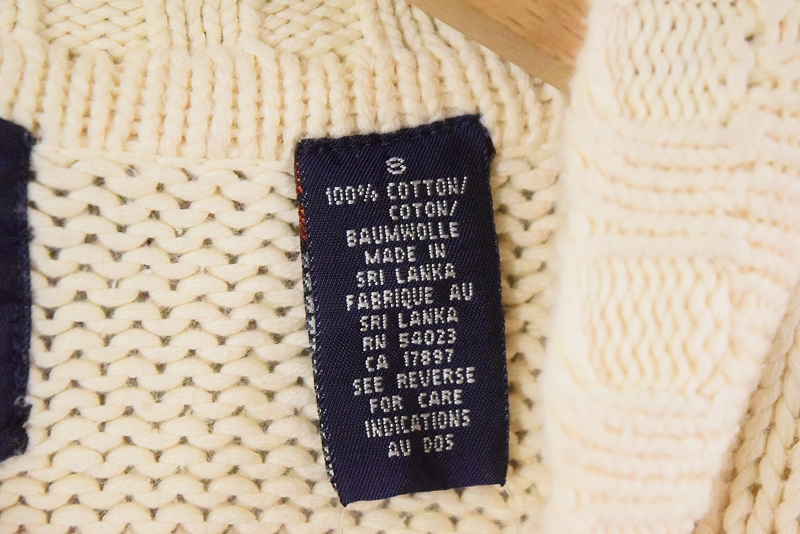 100% COTTON/
COTON/
BAUMWOLLE
MADE IN
SRI LANKA
FABRIQUE AU
SRI LANKA
RN 54023
CA 17897
SEE REVERSE
FOR CARE
INDICATIONS
AU DOS